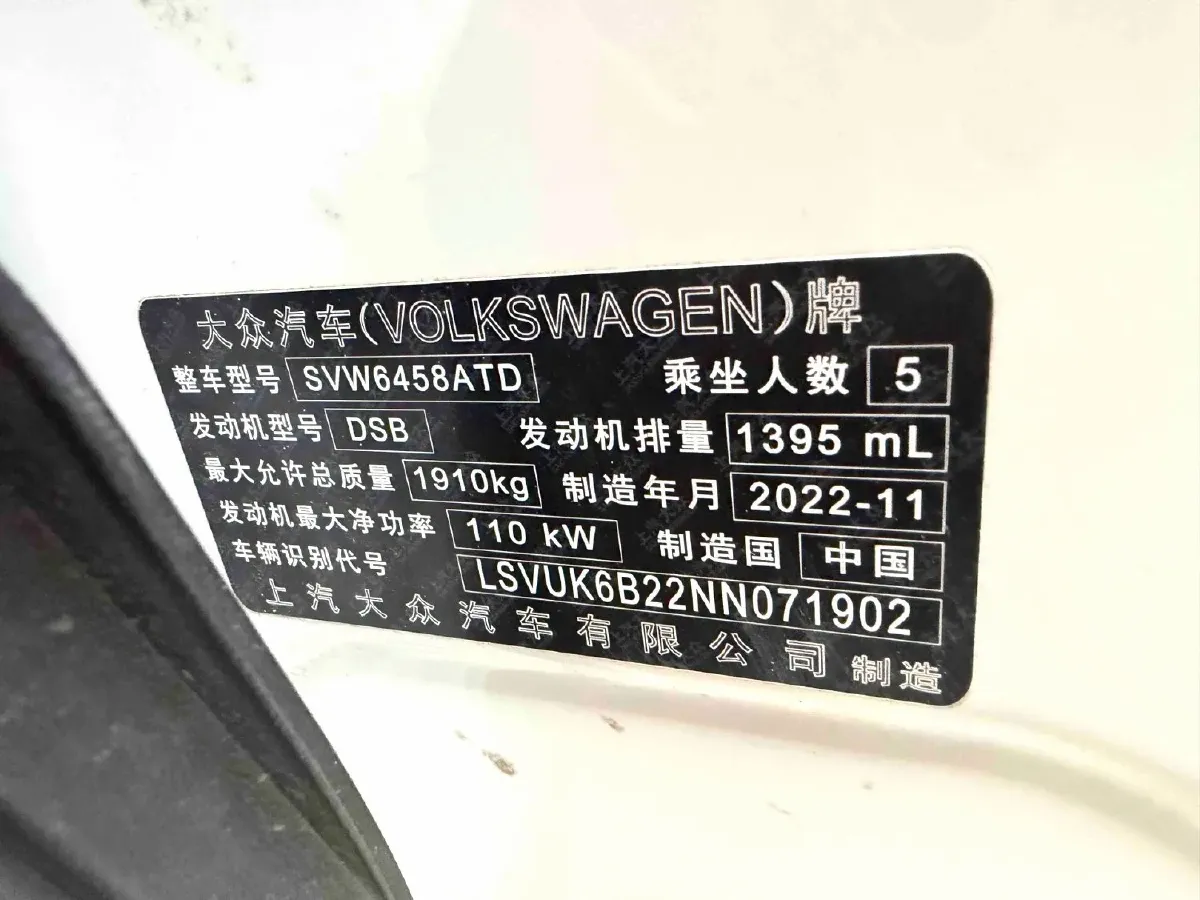 大众汽车(VOLKSWAGEN)牌
整车型号 SVW6458ATD 乘坐人数 5
发动机型号 DSB 发动机排量 1395 mL
最大允许总质量 1910kg 制造年月 2022-11
发动机最大净功率 110 kW 制造国 中国
车辆识别代号 LSVUK6B22NN071902
上汽大众汽车有限公司 制造